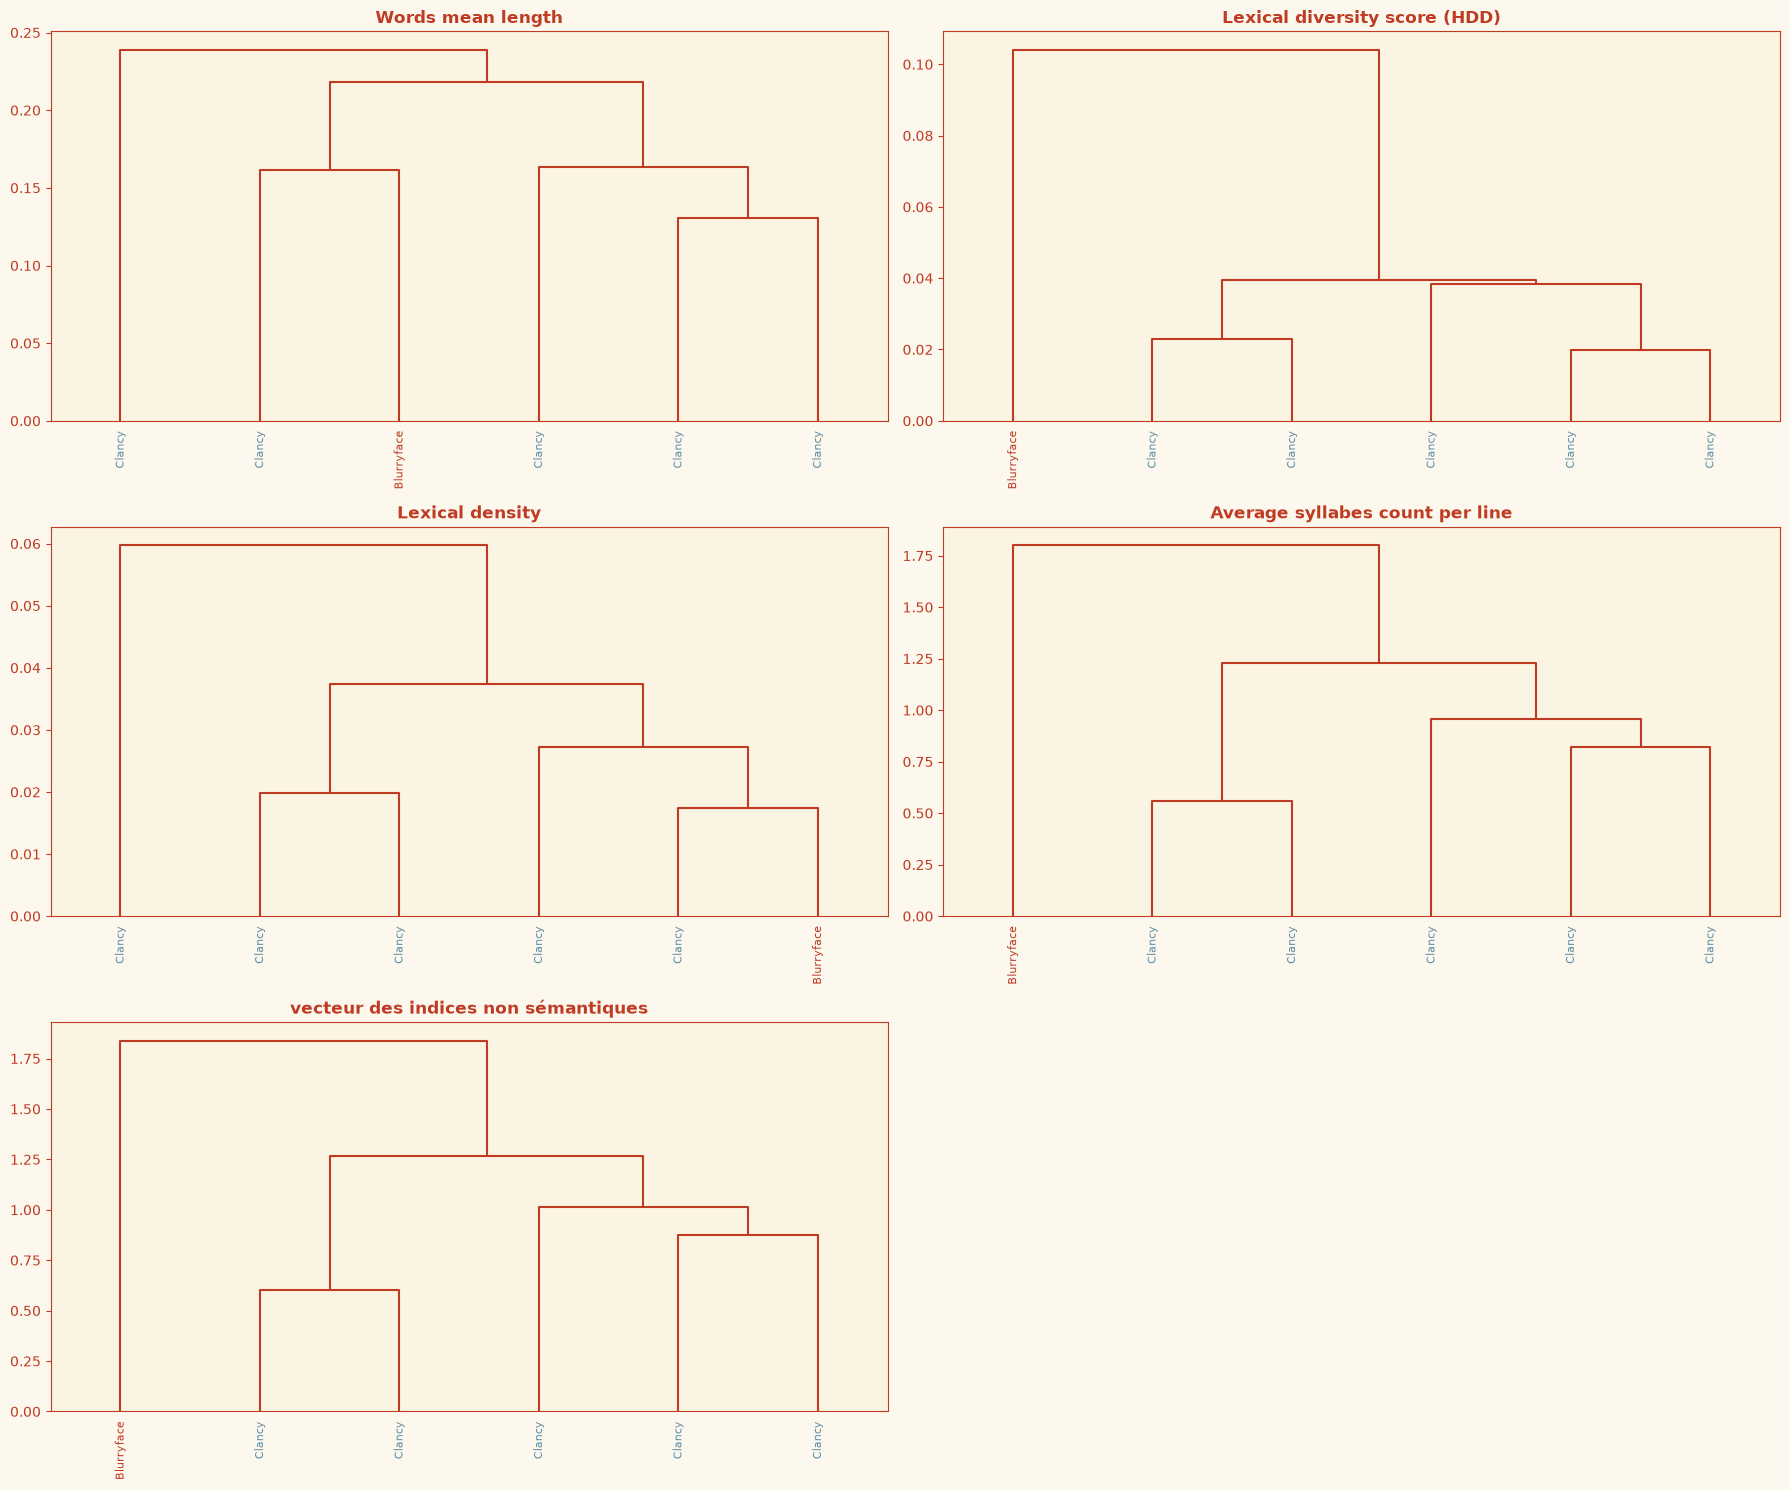 Words mean length
0.25
0.20
0.15
0.10
0.05
0.00
Clancy
Clancy
Blurryface
Clancy
Clancy
Clancy
Lexical diversity score (HDD)
0.10
0.08
0.06
0.04
0.02
0.00
Blurryface
Clancy
Clancy
Clancy
Clancy
Clancy
Lexical density
0.06
0.05
0.04
0.03
0.02
0.01
0.00
Clancy
Clancy
Clancy
Clancy
Clancy
Blurryface
Average syllabes count per line
1.75
1.50
1.25
1.00
0.75
0.50
0.25
0.00
Blurryface
Clancy
Clancy
Clancy
Clancy
Clancy
vecteur des indices non sémantiques
1.75
1.50
1.25
1.00
0.75
0.50
0.25
0.00
Blurryface
Clancy
Clancy
Clancy
Clancy
Clancy